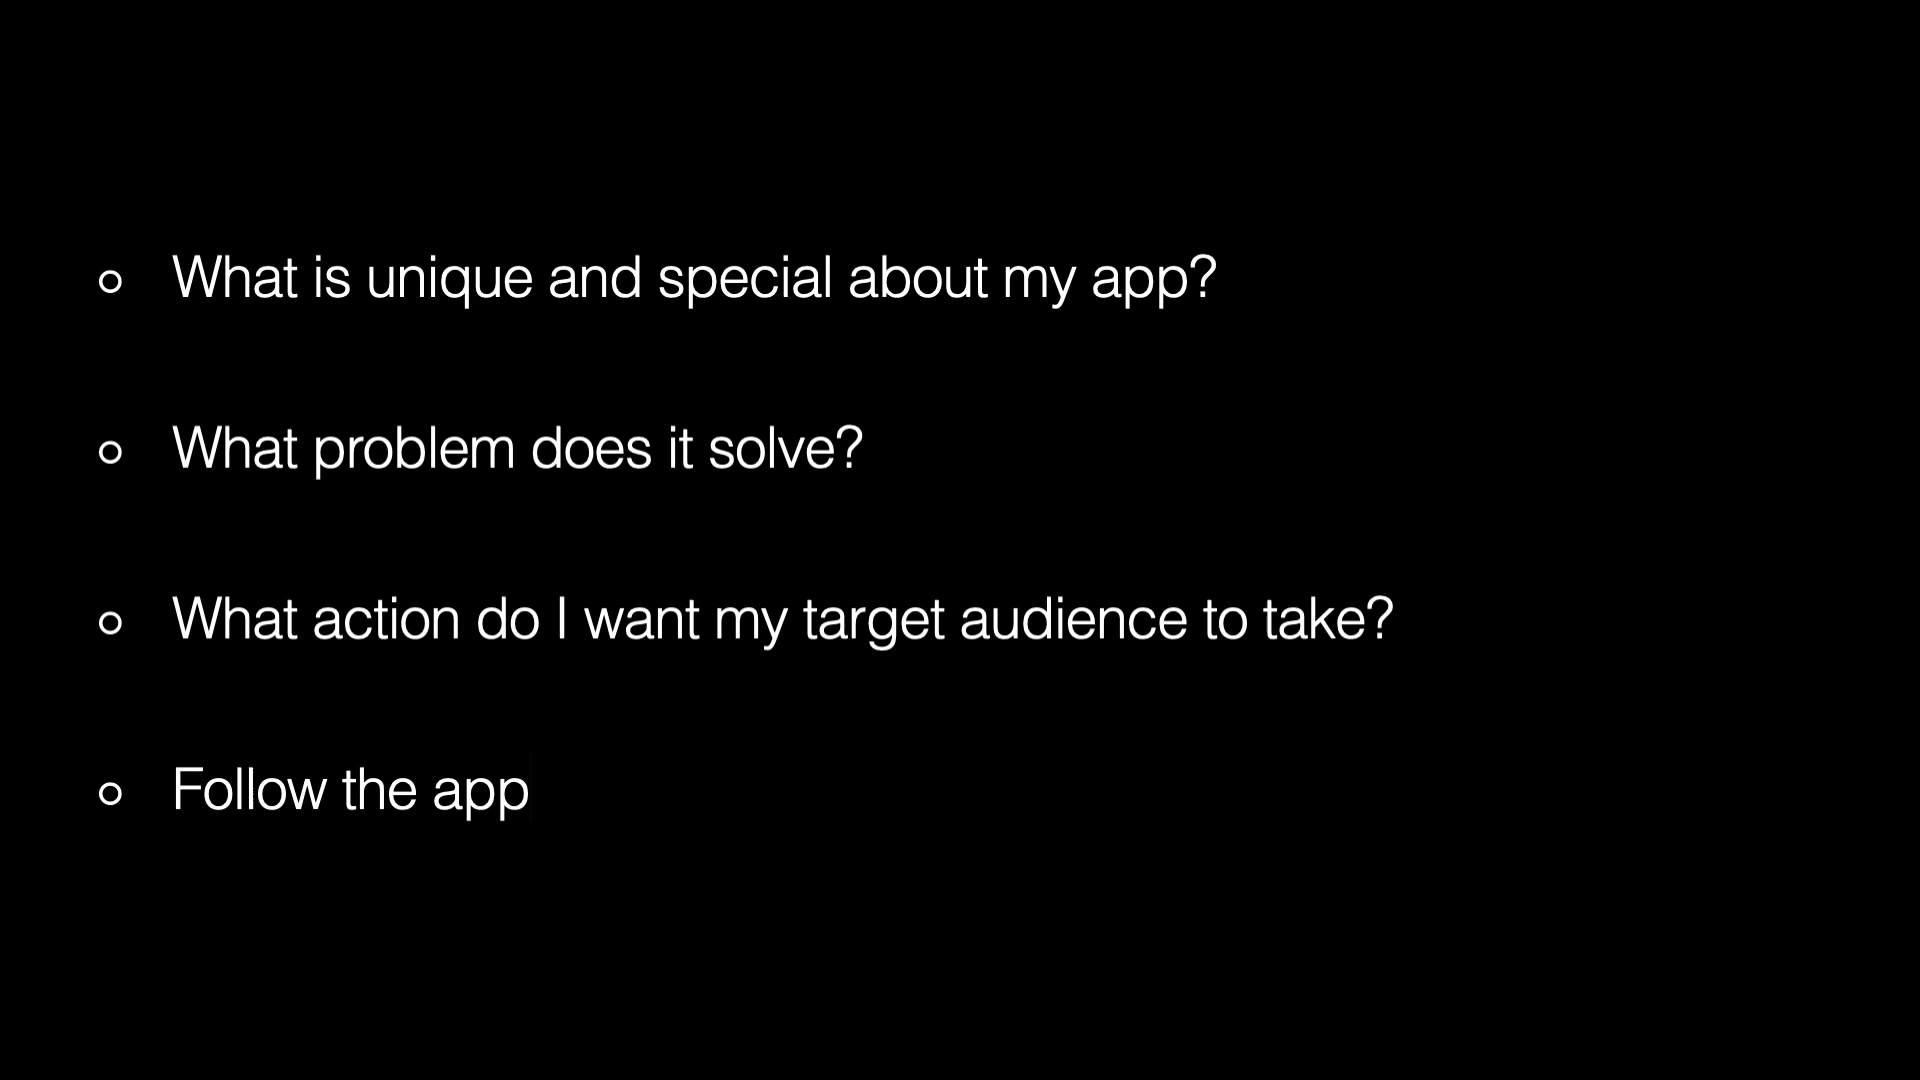 What is unique and special about my app?
What problem does it solve?
What action do I want my target audience to take?
Follow the app